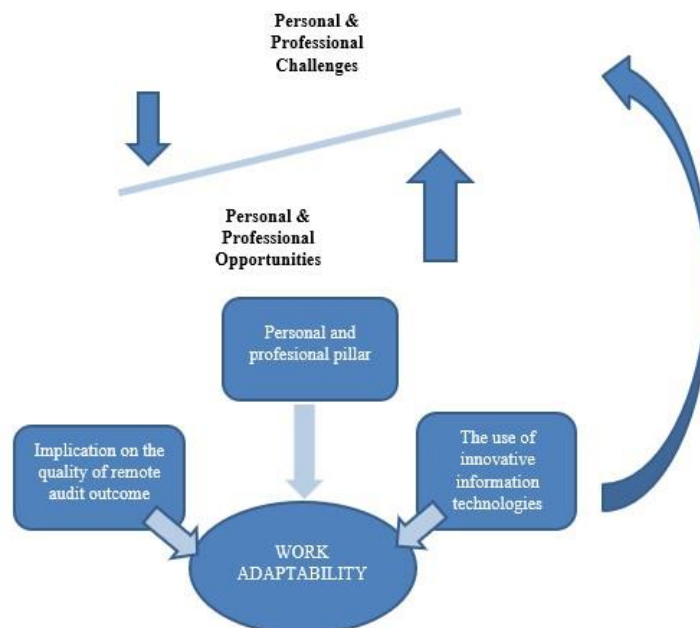 Personal &
Professional
Challenges
Personal &
Professional
Opportunities
Personal and
profesional pillar
Implication on the
quality of remote
audit outcome
The use of
innovative
information
technologies
WORK
ADAPTABILITY